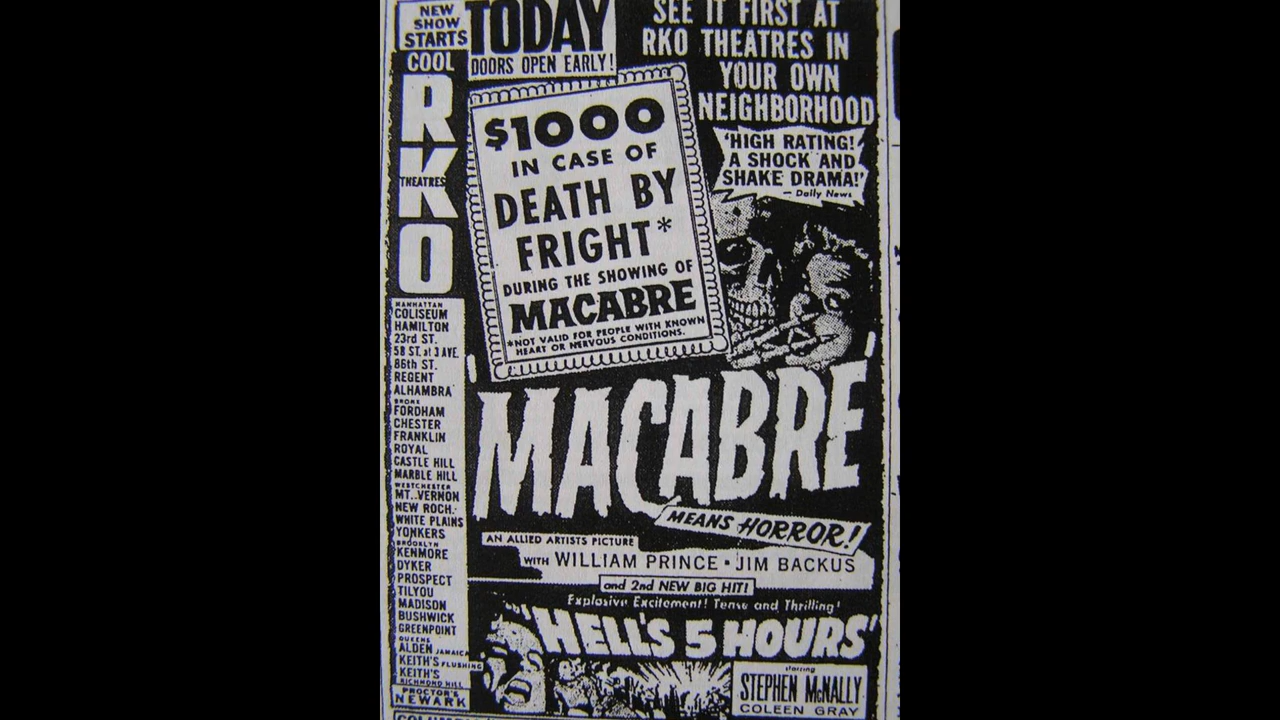 NEW
SHOW
STARTS
TODAY
DOORS OPEN EARLY!
SEE IT FIRST AT
RKO THEATRES IN
YOUR OWN
NEIGHBORHOOD
COOL
RKO
THEATRES
$1000
IN CASE OF
DEATH BY
FRIGHT*
DURING THE SHOWING OF
MACABRE
*NOT VALID FOR PEOPLE WITH KNOWN
HEART OR NERVOUS CONDITIONS.
'HIGH RATING!
A SHOCK AND
SHAKE DRAMA!'
— Daily News
MANHATTAN
COLISEUM
HAMILTON
23rd ST.
58 ST. at 3 AVE.
86th ST.
REGENT
ALHAMBRA
BRONX
FORDHAM
CHESTER
FRANKLIN
ROYAL
CASTLE HILL
MARBLE HILL
WESTCHESTER
MT. VERNON
NEW ROCH.
WHITE PLAINS
YONKERS
BROOKLYN
KENMORE
DYKER
PROSPECT
TILYOU
MADISON
BUSHWICK
GREENPOINT
QUEENS
ALDEN JAMAICA
KEITH'S FLUSHING
KEITH'S
RICHMOND HILL
PROCTOR'S
NEWARK
MACABRE
MEANS HORROR!
AN ALLIED ARTISTS PICTURE
WITH WILLIAM PRINCE • JIM BACKUS
and 2nd NEW BIG HIT!
Explosive Excitement! Tense and Thrilling!
'HELL'S 5 HOURS'
starring
STEPHEN McNALLY
COLEEN GRAY